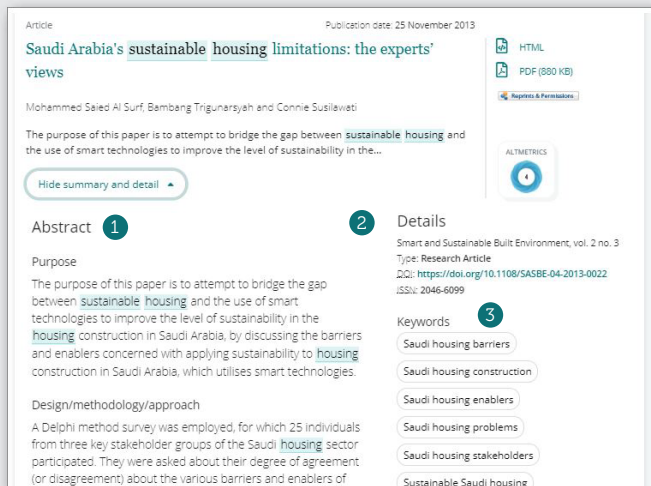 Article
Publication date: 25 November 2013
Saudi Arabia's sustainable housing limitations: the experts'
views
HTML
PDF (880 KB)
Reprints & Permissions
Mohammed Saied Al Surf, Bambang Trigunarsyah and Connie Susilawati
The purpose of this paper is to attempt to bridge the gap between sustainable housing and
the use of smart technologies to improve the level of sustainability in the...
ALTMETRICS
4
Hide summary and detail
Abstract 1
Purpose
The purpose of this paper is to attempt to bridge the gap
between sustainable housing and the use of smart
technologies to improve the level of sustainability in the
housing construction in Saudi Arabia, by discussing the barriers
and enablers concerned with applying sustainability to housing
construction in Saudi Arabia, which utilises smart technologies.
Design/methodology/approach
A Delphi method survey was employed, for which 25 individuals
from three key stakeholder groups of the Saudi housing sector
participated. They were asked about their degree of agreement
(or disagreement) about the various barriers and enablers of
2 Details
Smart and Sustainable Built Environment, vol. 2 no. 3
Type: Research Article
DOI: https://doi.org/10.1108/SASBE-04-2013-0022
ISSN: 2046-6099
Keywords 3
Saudi housing barriers
Saudi housing construction
Saudi housing enablers
Saudi housing problems
Saudi housing stakeholders
Sustainable Saudi housing